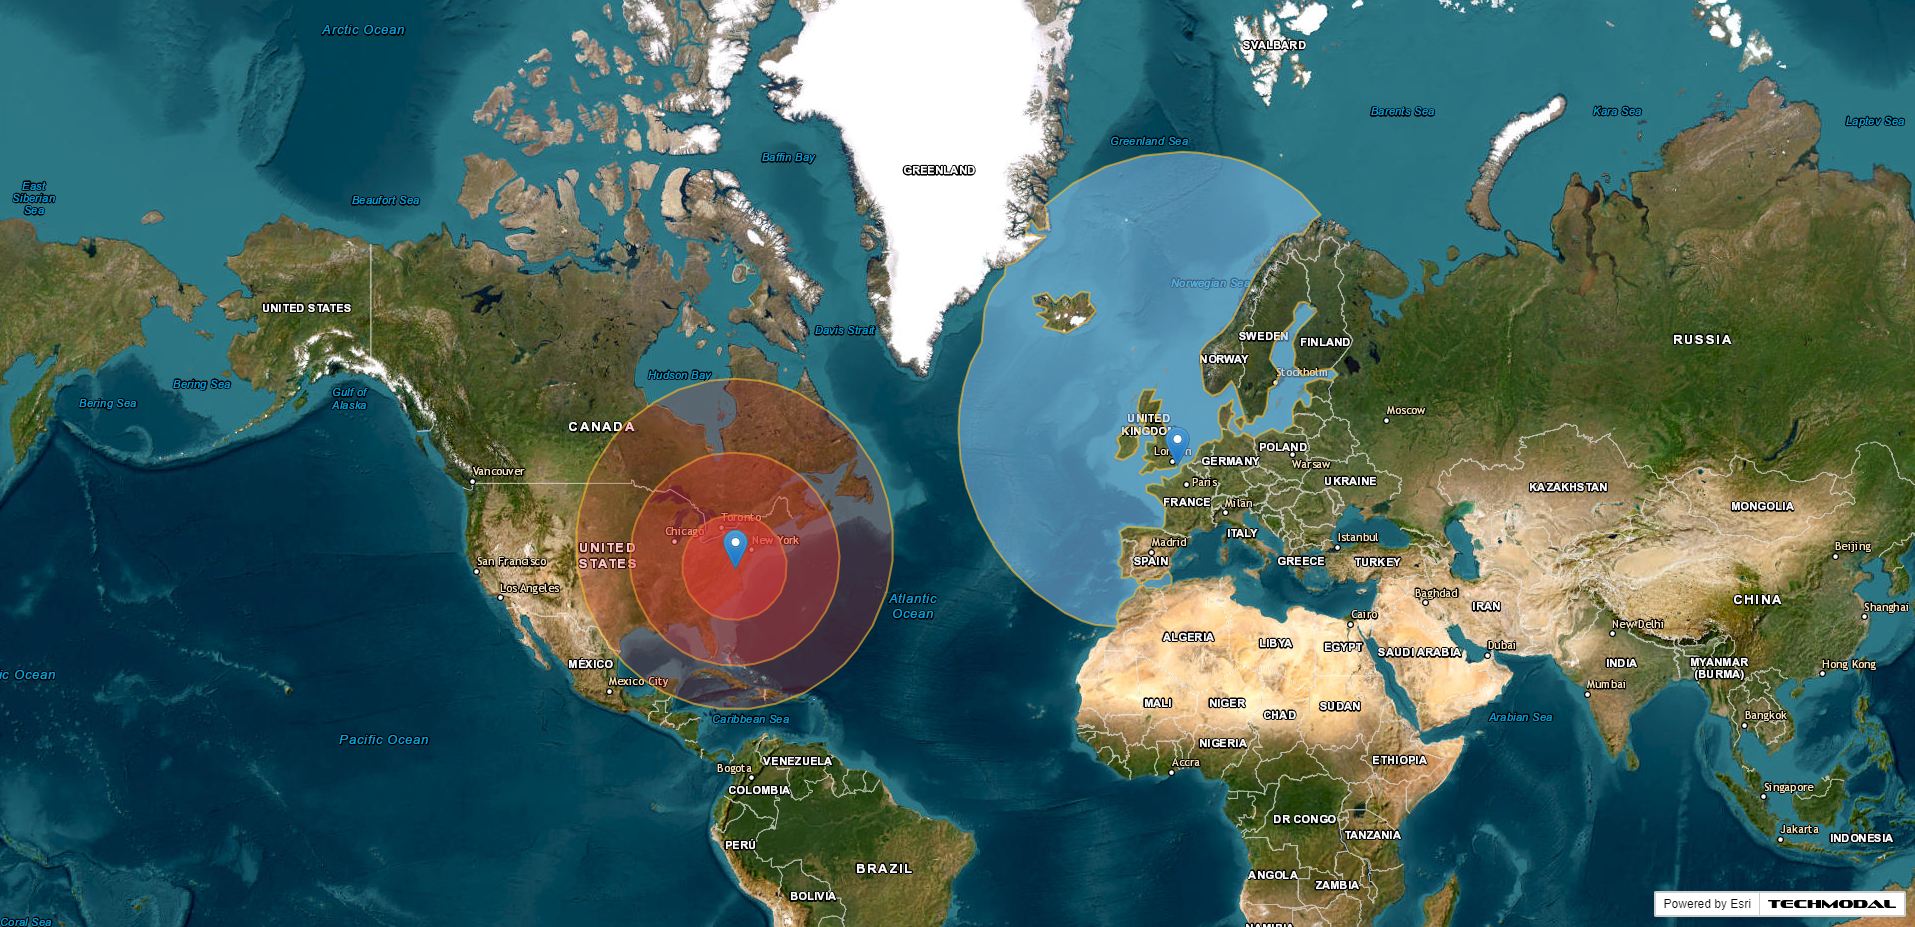 Arctic Ocean
SVALBARD
Barents Sea
Kara Sea
Laptev Sea
Greenland Sea
Baffin Bay
GREENLAND
East
Siberian
Sea
Beaufort Sea
Norwegian Sea
UNITED STATES
Davis Strait
SWEDEN
FINLAND
RUSSIA
NORWAY
Stockholm
Hudson Bay
Bering Sea
Bering Sea
Gulf of
Alaska
Moscow
CANADA
UNITED
KINGDOM
POLAND
London
GERMANY
Warsaw
Vancouver
Paris
UKRAINE
KAZAKHSTAN
FRANCE
Milan
MONGOLIA
Toronto
Chicago
New York
ITALY
Istanbul
Madrid
Beijing
UNITED
STATES
San Francisco
SPAIN
GREECE
TURKEY
Los Angeles
Atlantic
Ocean
Baghdad
IRAN
CHINA
Shanghai
Cairo
New Delhi
ALGERIA
LIBYA
EGYPT
SAUDI ARABIA
Dubai
MÉXICO
INDIA
MYANMAR
(BURMA)
Hong Kong
ic Ocean
Mexico City
Mumbai
MALI
NIGER
SUDAN
CHAD
Caribbean Sea
Arabian Sea
Bangkok
Pacific Ocean
NIGERIA
Bogota
VENEZUELA
Accra
ETHIOPIA
COLOMBIA
Singapore
DR CONGO
TANZANIA
Jakarta
INDONESIA
PERÚ
BRAZIL
ANGOLA
ZAMBIA
BOLIVIA
Powered by Esri
TECHMODAL
Coral Sea
NAMIBIA